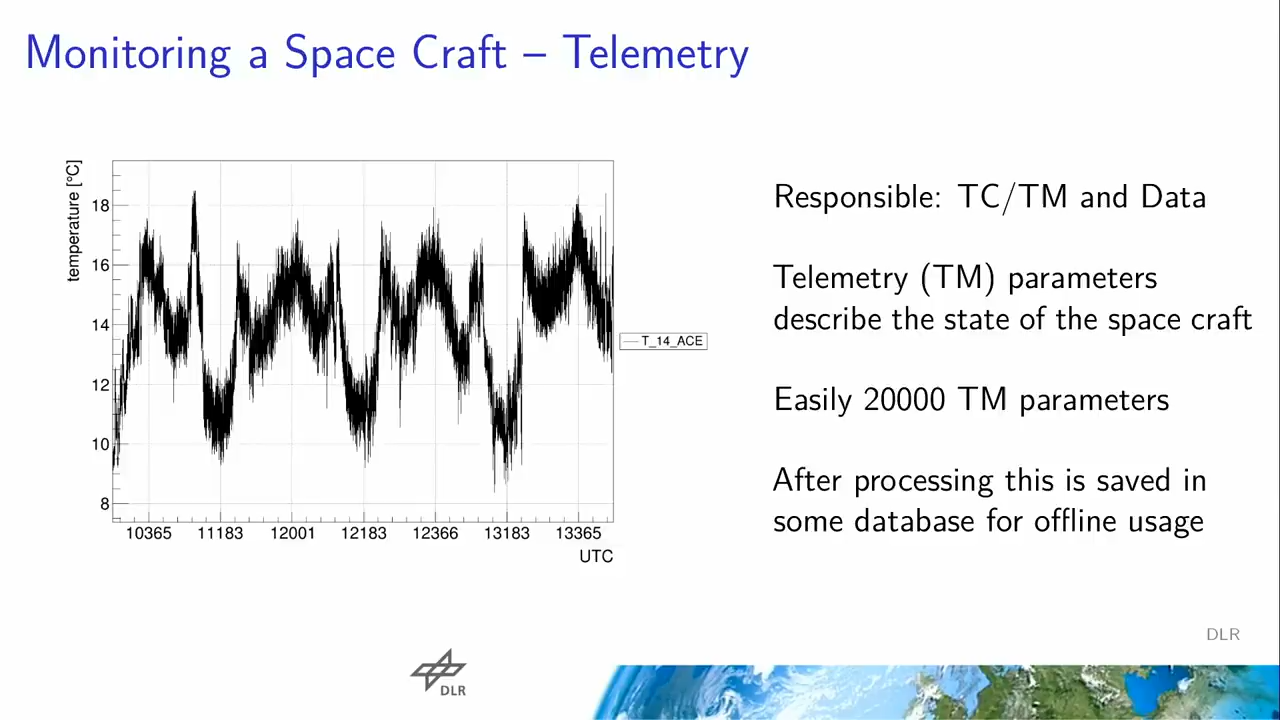 Monitoring a Space Craft – Telemetry
temperature [°C]
18
16
14
12
10
8
10365 11183 12001 12183 12366 13183 13365
UTC
T_14_ACE
Responsible: TC/TM and Data
Telemetry (TM) parameters
describe the state of the space craft
Easily 20000 TM parameters
After processing this is saved in
some database for offline usage
DLR
DLR